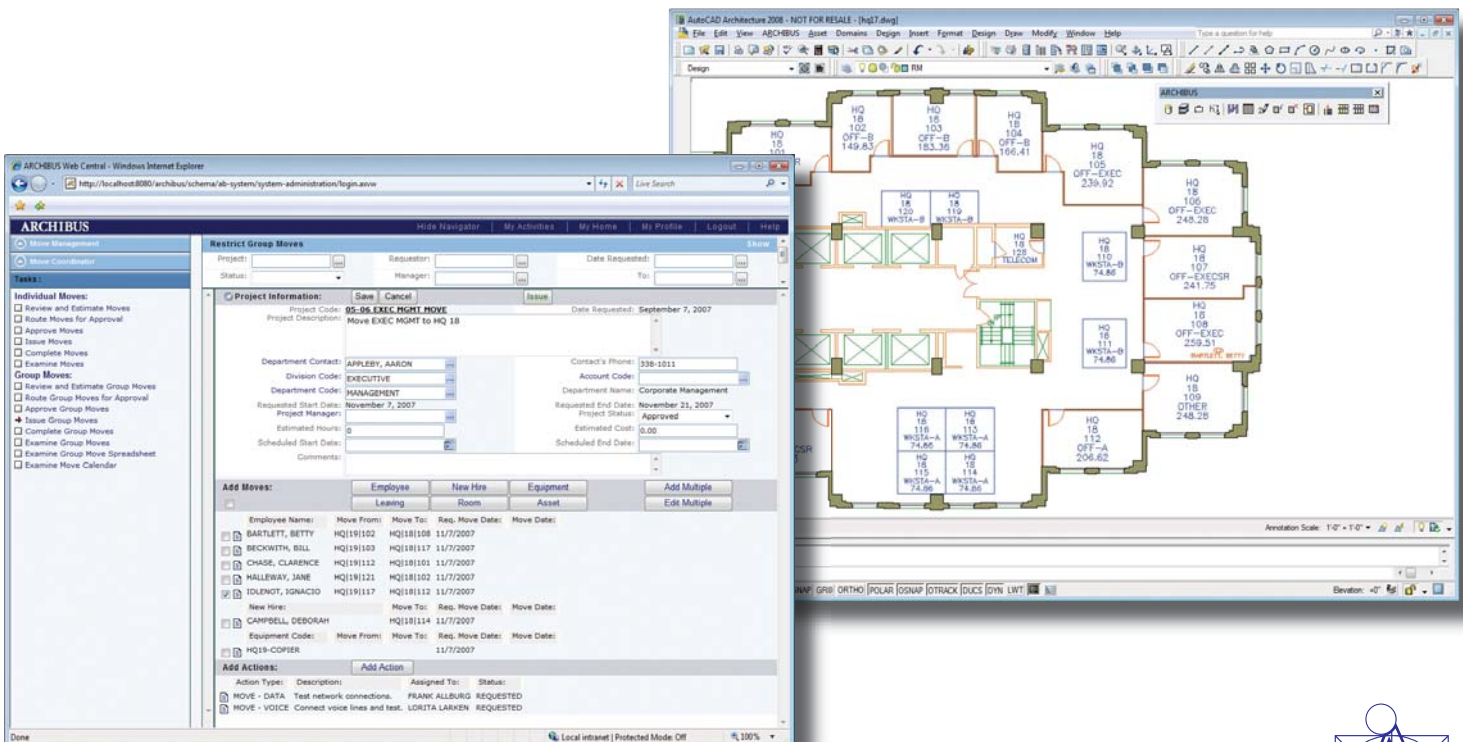 AutoCAD Architecture 2008 - NOT FOR RESALE - [hq17.dwg]
File Edit View ARCHIBUS Asset Domains Design Insert Format Design Draw Modify Window Help
Type a question for help
Design
RM
ARCHIBUS
HQ
18
101
HQ
18
102
OFF-B
149.83
HQ
18
103
OFF-B
183.36
HQ
18
104
OFF-B
166.41
HQ
18
105
OFF-EXEC
239.92
HQ
18
106
OFF-EXEC
248.28
HQ
18
120
WKSTA-B
HQ
18
119
WKSTA-B
HQ
18
128
TELECOM
HQ
18
110
WKSTA-B
74.86
HQ
18
107
OFF-EXECSR
241.75
HQ
18
108
OFF-EXEC
259.51
BARTLETT, BETTY
HQ
18
111
WKSTA-B
74.86
HQ
18
109
OTHER
248.28
HQ
18
116
WKSTA-A
74.86
HQ
18
113
WKSTA-A
74.86
HQ
18
115
WKSTA-A
74.86
HQ
18
114
WKSTA-A
74.86
HQ
18
112
OFF-A
206.62
Annotation Scale: 1'-0" = 1'-0"
SNAP GRID ORTHO POLAR OSNAP OTRACK DUCS DYN LWT
Elevation: +0"
ARCHIBUS Web Central - Windows Internet Explorer
http://localhost:8080/archibus/schema/ab-system/system-administration/login.axvw
Live Search
ARCHIBUS
Hide Navigator | My Activities | My Home | My Profile | Logout | Help
Move Management
Move Coordinator
Tasks:
Individual Moves:
Review and Estimate Moves
Route Moves for Approval
Approve Moves
Issue Moves
Complete Moves
Examine Moves
Group Moves:
Review and Estimate Group Moves
Route Group Moves for Approval
Approve Group Moves
Issue Group Moves
Complete Group Moves
Examine Group Moves
Examine Group Move Spreadsheet
Examine Move Calendar
Restrict Group Moves Show
Project: ... Requestor: ... Date Requested: ...
Status: Manager: ... To: ...
Project Information: Save Cancel Issue
Project Code: 05-06 EXEC MGMT MOVE Date Requested: September 7, 2007
Project Description: Move EXEC MGMT to HQ 18
Department Contact: APPLEBY, AARON ... Contact's Phone: 338-1011
Division Code: EXECUTIVE ... Account Code: ...
Department Code: MANAGEMENT ... Department Name: Corporate Management
Requested Start Date: November 7, 2007 Requested End Date: November 21, 2007
Project Manager: ... Project Status: Approved
Estimated Hours: 0 Estimated Cost: 0.00
Scheduled Start Date: Scheduled End Date:
Comments:
Add Moves: Employee New Hire Equipment Add Multiple
Leaving Room Asset Edit Multiple
Employee Name: Move From: Move To: Req. Move Date: Move Date:
BARTLETT, BETTY HQ|19|102 HQ|18|108 11/7/2007
BECKWITH, BILL HQ|19|103 HQ|18|117 11/7/2007
CHASE, CLARENCE HQ|19|112 HQ|18|101 11/7/2007
HALLEWAY, JANE HQ|19|121 HQ|18|102 11/7/2007
IDLENOT, IGNACIO HQ|19|117 HQ|18|112 11/7/2007
New Hire: Move To: Req. Move Date: Move Date:
CAMPBELL, DEBORAH HQ|18|114 11/7/2007
Equipment Code: Move From: Move To: Req. Move Date: Move Date:
HQ19-COPIER 11/7/2007
Add Actions: Add Action
Action Type: Description: Assigned To: Status:
MOVE - DATA Test network connections. FRANK ALLBURG REQUESTED
MOVE - VOICE Connect voice lines and test. LORITA LARKEN REQUESTED
Done
Local intranet | Protected Mode: Off
100%